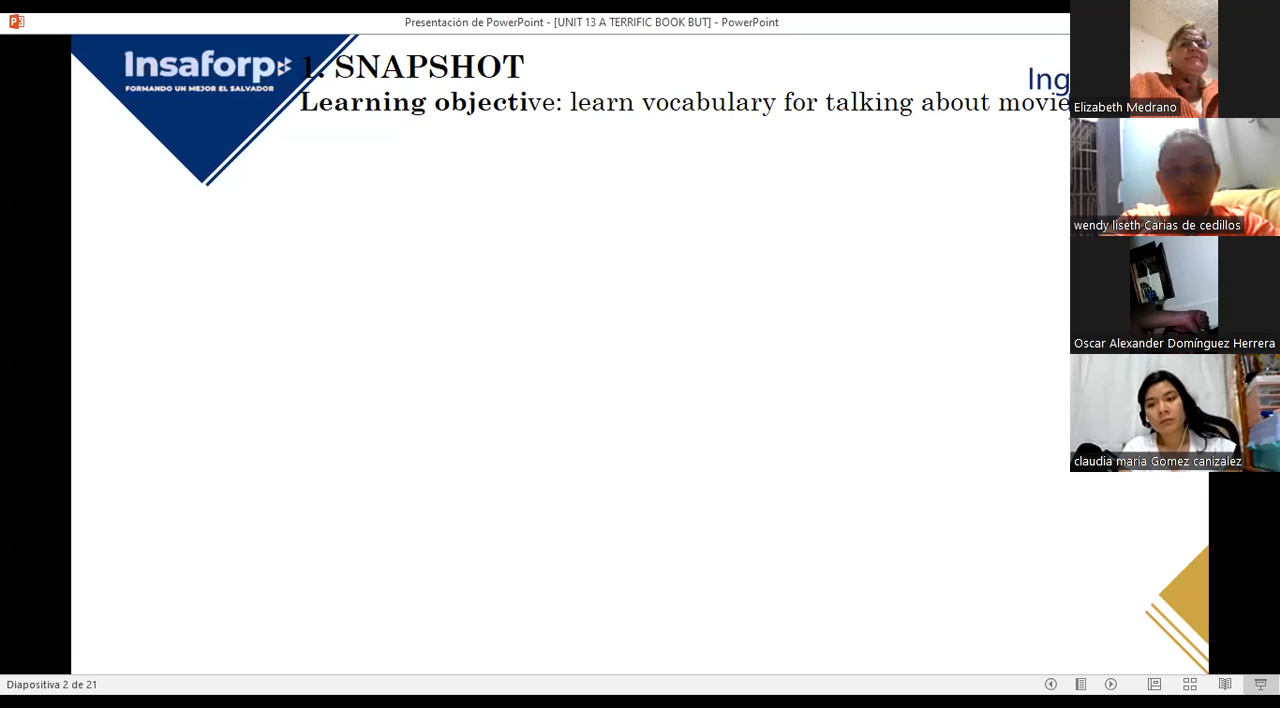 Presentación de PowerPoint - [UNIT 13 A TERRIFIC BOOK BUT] - PowerPoint
Insaforp
FORMANDO UN MEJOR EL SALVADOR
1. SNAPSHOT
Ing
Learning objective: learn vocabulary for talking about movie
Elizabeth Medrano
wendy liseth Carias de cedillos
Oscar Alexander Domínguez Herrera
claudia maria Gomez canizalez
Diapositiva 2 de 21